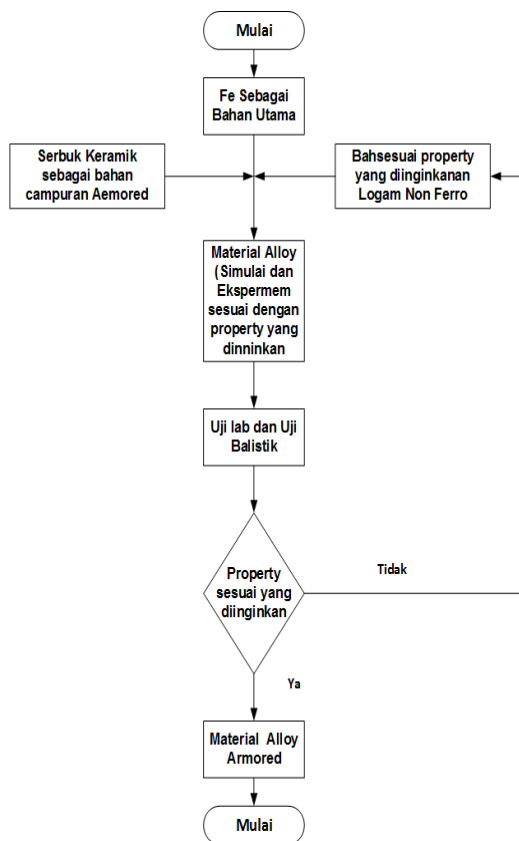 Mulai
Fe Sebagai
Bahan Utama
Serbuk Keramik
sebagai bahan
campuran Aemored
Bahsesuai property
yang diinginkanan
Logam Non Ferro
Material Alloy
(Simulai dan
Ekspermem
sesuai dengan
property yang
dinninkan
Uji lab dan Uji
Balistik
Property
sesuai yang
diinginkan
Tidak
Ya
Material Alloy
Armored
Mulai